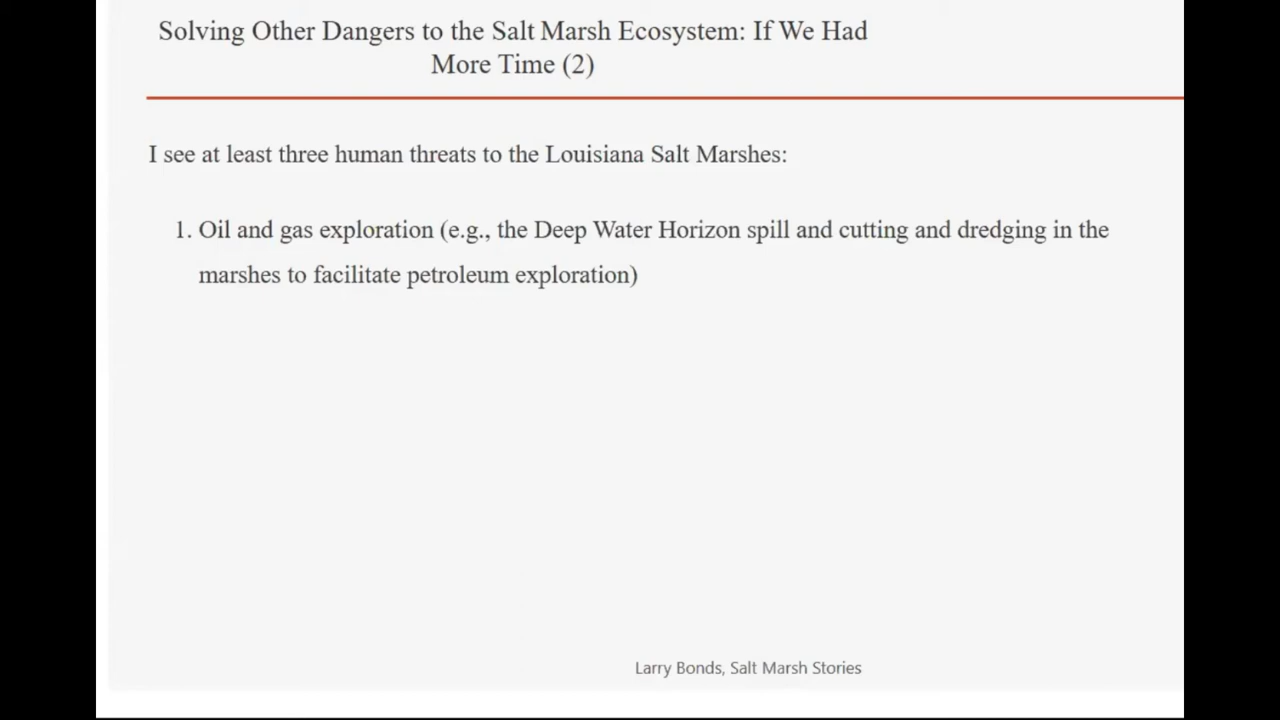 Solving Other Dangers to the Salt Marsh Ecosystem: If We Had
More Time (2)
I see at least three human threats to the Louisiana Salt Marshes:
1. Oil and gas exploration (e.g., the Deep Water Horizon spill and cutting and dredging in the
marshes to facilitate petroleum exploration)
Larry Bonds, Salt Marsh Stories